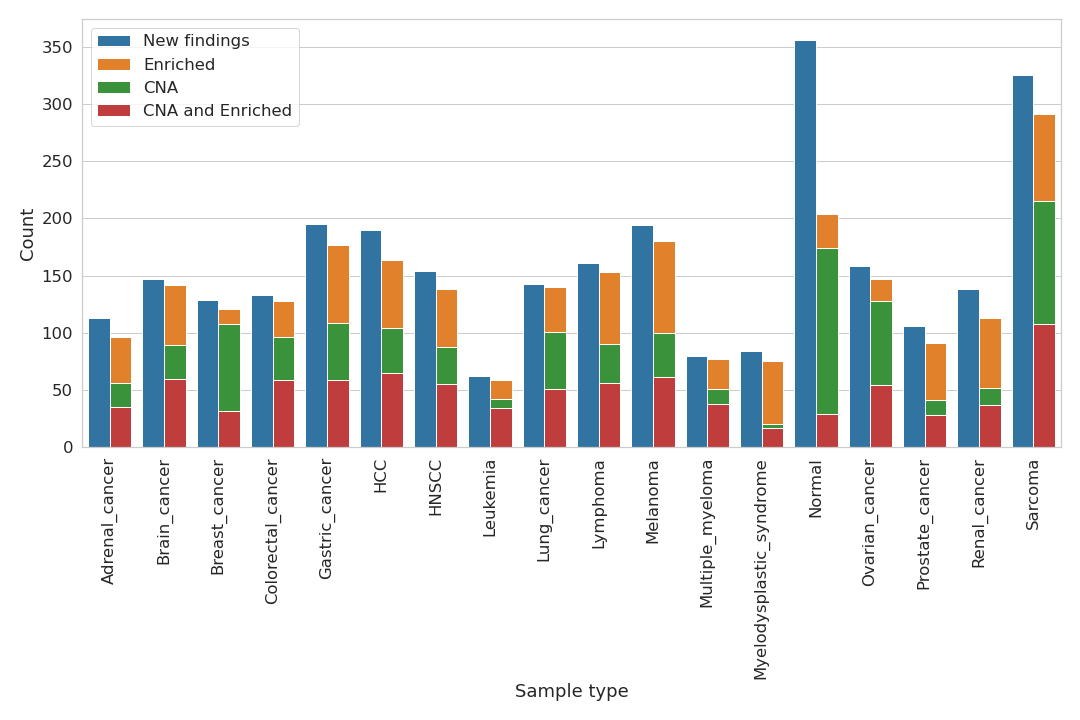 New findings
Enriched
CNA
CNA and Enriched
350
300
250
200
150
100
50
0
Count
Adrenal_cancer
Brain_cancer
Breast_cancer
Colorectal_cancer
Gastric_cancer
HCC
HNSCC
Leukemia
Lung_cancer
Lymphoma
Melanoma
Multiple_myeloma
Myelodysplastic_syndrome
Normal
Ovarian_cancer
Prostate_cancer
Renal_cancer
Sarcoma
Sample type